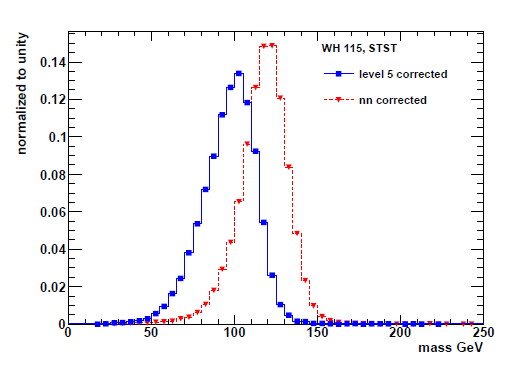 normalized to unity
WH 115, STST
level 5 corrected
nn corrected
0.14
0.12
0.1
0.08
0.06
0.04
0.02
0
0 50 100 150 200 250
mass GeV